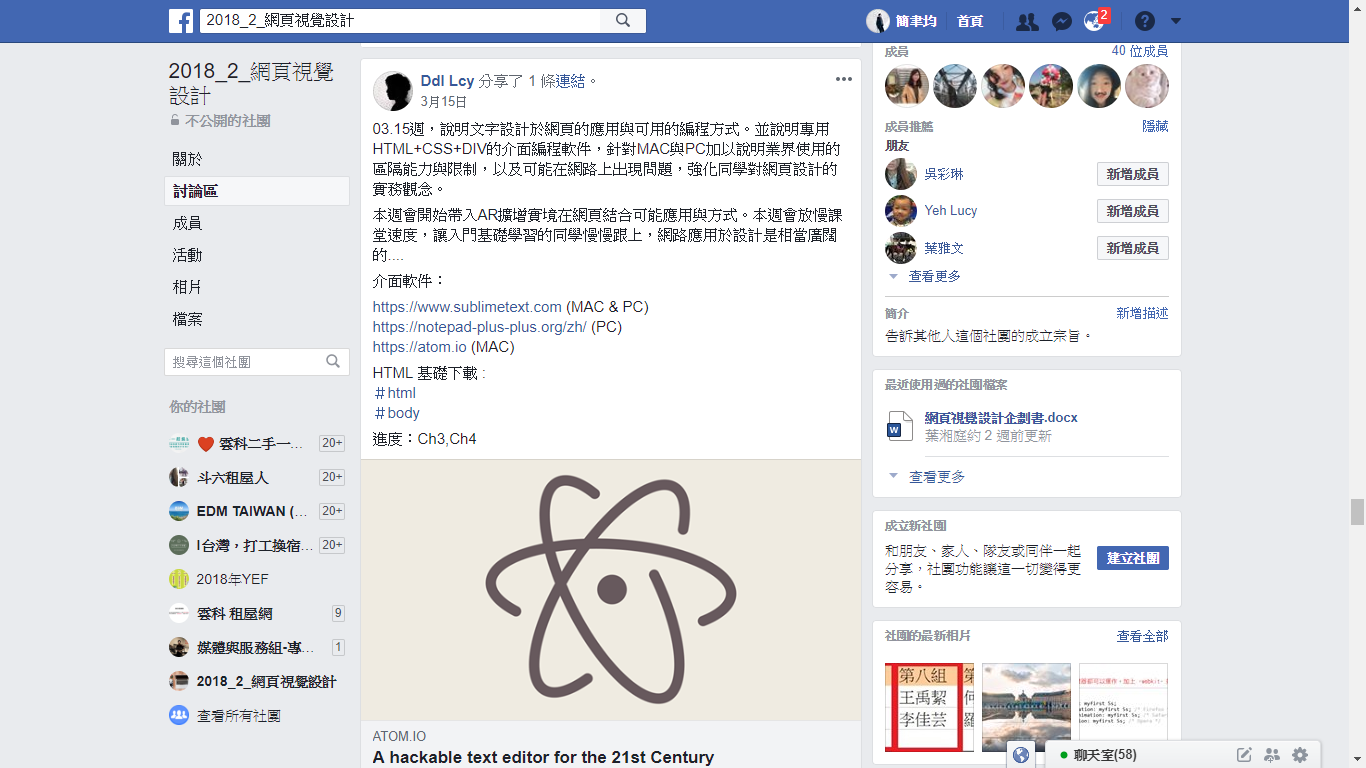 2018_2_網頁視覺設計
簡聿均
首頁
2
2018_2_網頁視覺
設計
不公開的社團
關於
討論區
成員
活動
相片
檔案
搜尋這個社團
你的社團
雲科二手一…
20+
斗六租屋人
20+
EDM TAIWAN (…
20+
I台灣，打工換宿…
20+
2018年YEF
雲科 租屋網
9
媒體與服務組-專…
1
2018_2_網頁視覺設計
查看所有社團
Ddl Lcy 分享了 1 條連結。
3月15日
03.15週，說明文字設計於網頁的應用與可用的編程方式。並說明專用
HTML+CSS+DIV的介面編程軟件，針對MAC與PC加以說明業界使用的
區隔能力與限制，以及可能在網路上出現問題，強化同學對網頁設計的
實務觀念。
本週會開始帶入AR擴增實境在網頁結合可能應用與方式。本週會放慢課
堂速度，讓入門基礎學習的同學慢慢跟上，網路應用於設計是相當廣闊
的....
介面軟件：
https://www.sublimetext.com (MAC & PC)
https://notepad-plus-plus.org/zh/ (PC)
https://atom.io (MAC)
HTML 基礎下載 :
＃html
＃body
進度：Ch3,Ch4
ATOM.IO
A hackable text editor for the 21st Century
成員
40 位成員
成員推薦
隱藏
朋友
吳彩琳
新增成員
Yeh Lucy
新增成員
葉雅文
新增成員
查看更多
簡介
新增描述
告訴其他人這個社團的成立宗旨。
最近使用過的社團檔案
網頁視覺設計企劃書.docx
葉湘庭約 2 週前更新
查看更多
成立新社團
和朋友、家人、隊友或同伴一起
分享，社團功能讓這一切變得更
容易。
建立社團
社團的最新相片
查看全部
第八組
王禹絜
李佳芸
聊天室(58)